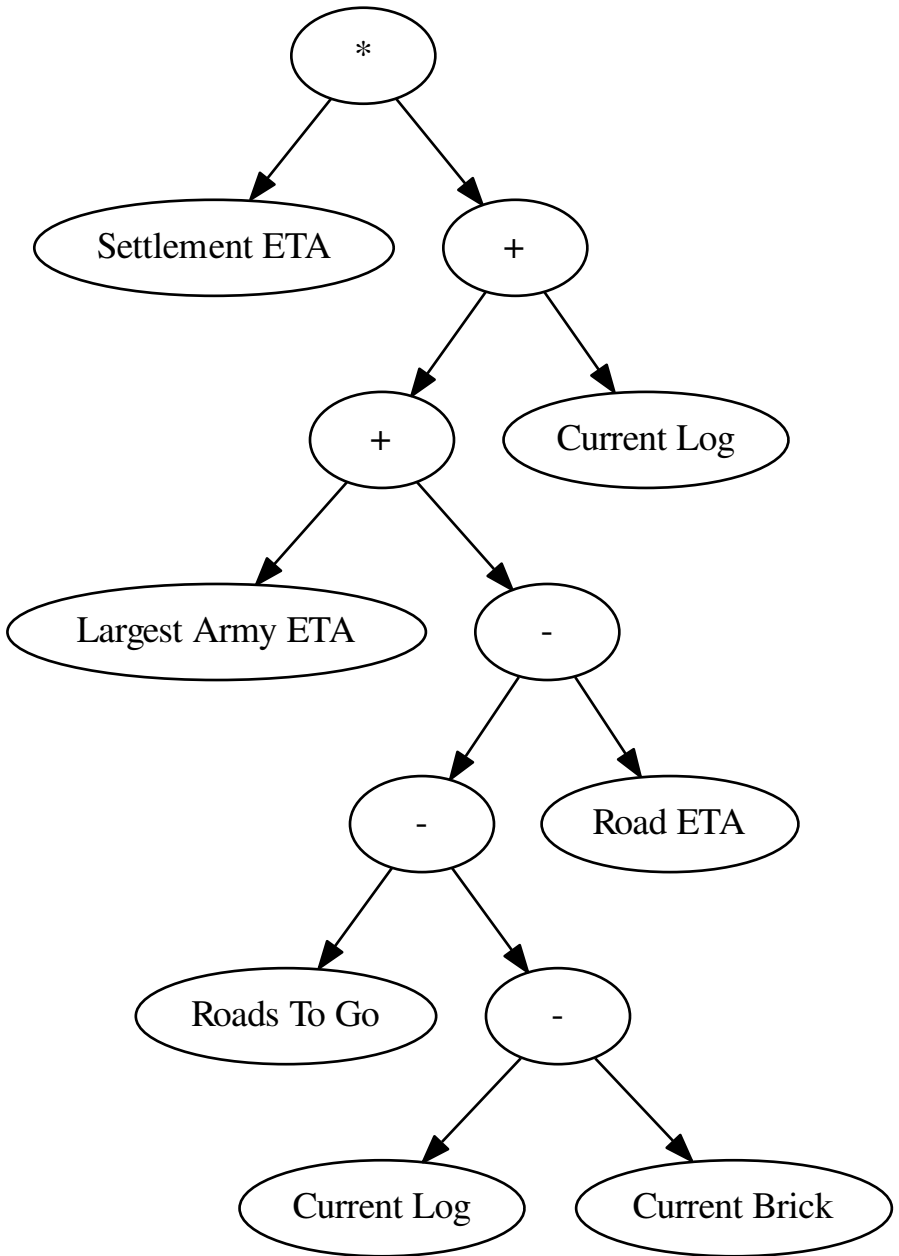 *
Settlement ETA
+
+
Current Log
Largest Army ETA
-
-
Road ETA
Roads To Go
-
Current Log
Current Brick